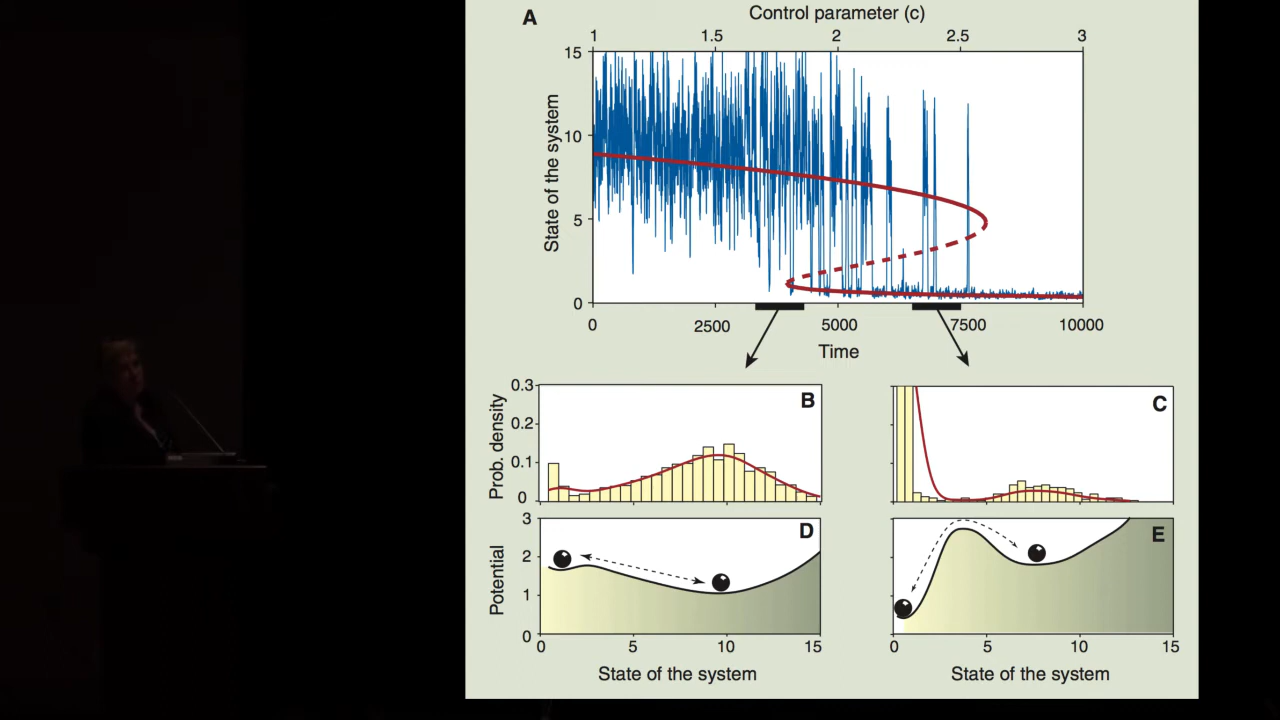 A
Control parameter (c)
1 1.5 2 2.5 3
State of the system
15
10
5
0
0 2500 5000 7500 10000
Time
B
Prob. density
0.3
0.2
0.1
0
C
D
Potential
3
2
1
0
0 5 10 15
State of the system
E
0 5 10 15
State of the system